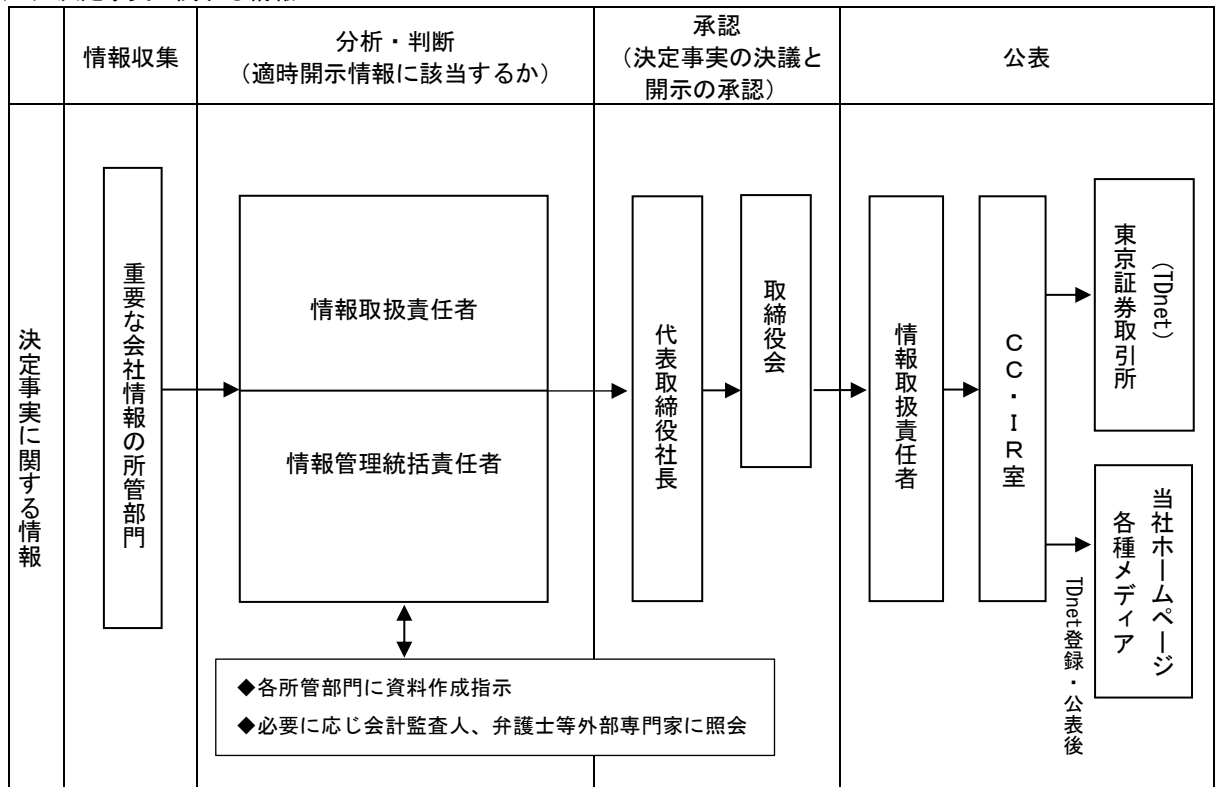 情報収集
分析・判断
（適時開示情報に該当するか）
承認
（決定事実の決議と
開示の承認）
公表
決定事実に関する情報
重要な会社情報の所管部門
情報取扱責任者
情報管理統括責任者
◆各所管部門に資料作成指示
◆必要に応じ会計監査人、弁護士等外部専門家に照会
代表取締役社長
取締役会
情報取扱責任者
ＣＣ・ＩＲ室
東京証券取引所
（TDnet）
当社ホームページ
各種メディア
TDnet登録・公表後